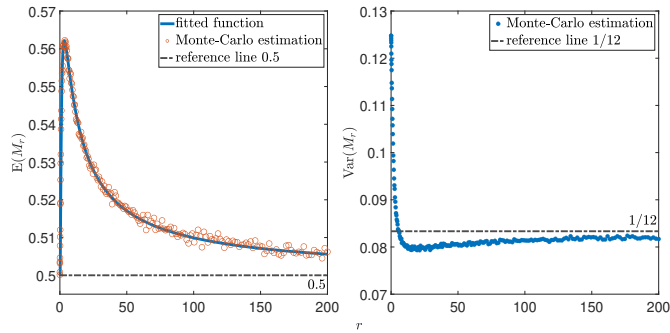 fitted function
Monte-Carlo estimation
reference line 0.5
0.57
0.56
0.55
0.54
0.53
0.52
0.51
0.5
0.49
E(M_r)
0.5
0 50 100 150 200
Monte-Carlo estimation
reference line 1/12
0.13
0.12
0.11
0.1
0.09
0.08
0.07
Var(M_r)
1/12
0 50 100 150 200
r